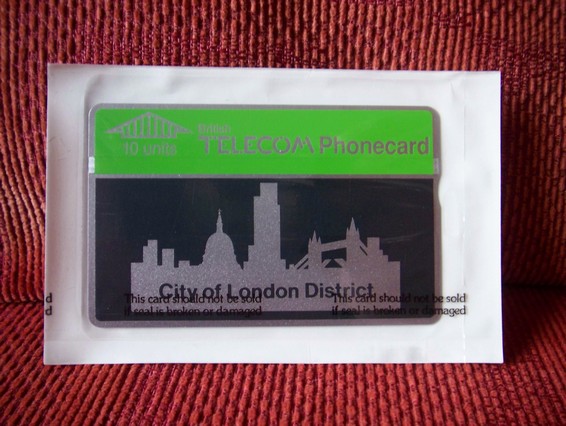 British
TELECOM Phonecard
10 units
City of London District
This card should not be sold
if seal is broken or damaged
This card should not be sold
if seal is broken or damaged
d
d